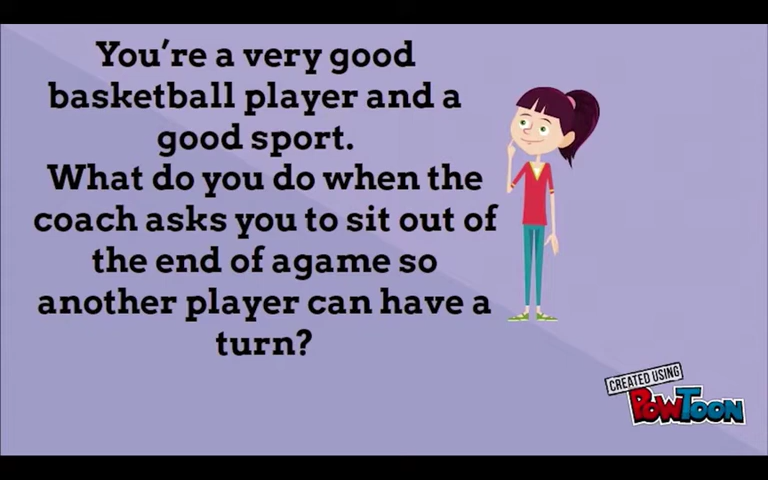 You're a very good
basketball player and a
good sport.
What do you do when the
coach asks you to sit out of
the end of agame so
another player can have a
turn?
CREATED USING
POWTOON